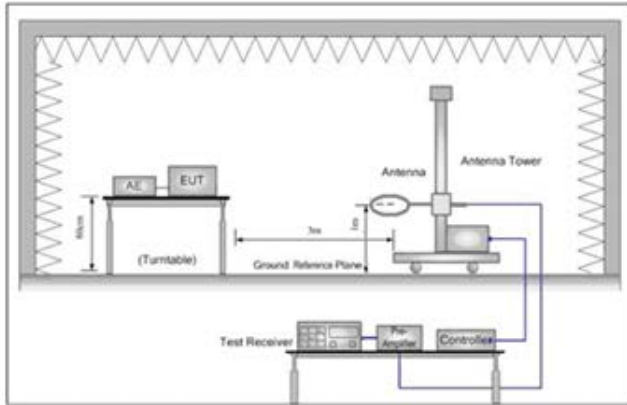 Antenna
Antenna Tower
AE
EUT
80cm
1m
3m
(Turntable)
Ground Reference Plane
Test Receiver
Pre-
Amplifier
Controller